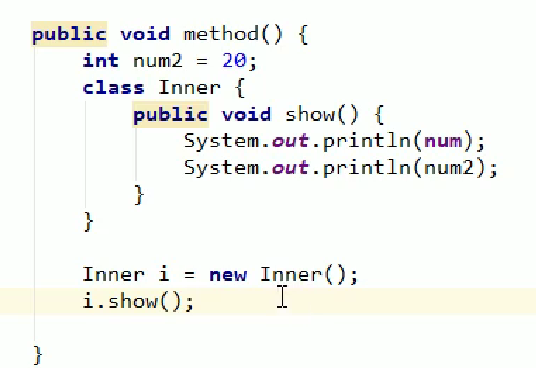 public void method() {
    int num2 = 20;
    class Inner {
        public void show() {
            System.out.println(num);
            System.out.println(num2);
        }
    }
    Inner i = new Inner();
    i.show();
}